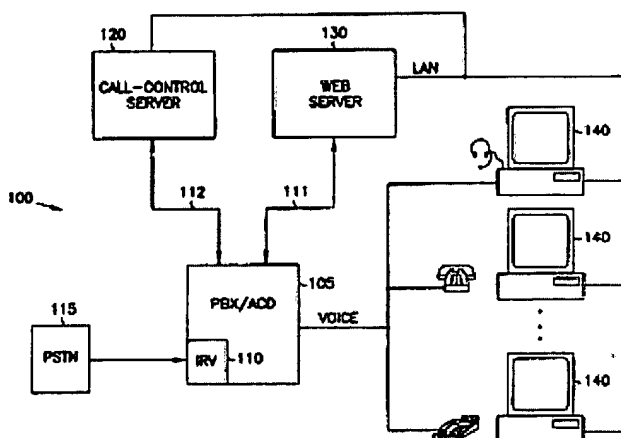 120
130
CALL-CONTROL
SERVER
WEB
SERVER
LAN
140
112
111
100
140
105
PBX/ACD
VOICE
115
PSTN
IRV
110
140